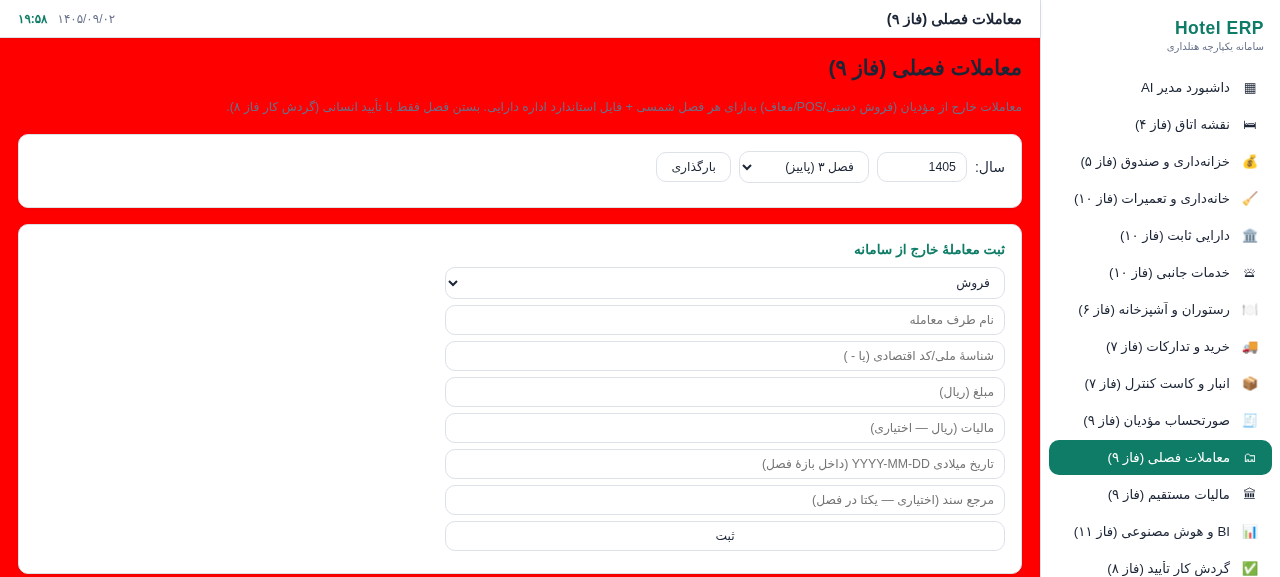 Hotel ERP
سامانه یکپارچه هتلداری
داشبورد مدیر AI
نقشه اتاق (فاز ۴)
خزانه‌داری و صندوق (فاز ۵)
خانه‌داری و تعمیرات (فاز ۱۰)
دارایی ثابت (فاز ۱۰)
خدمات جانبی (فاز ۱۰)
رستوران و آشپزخانه (فاز ۶)
خرید و تدارکات (فاز ۷)
انبار و کاست کنترل (فاز ۷)
صورتحساب مؤدیان (فاز ۹)
معاملات فصلی (فاز ۹)
مالیات مستقیم (فاز ۹)
BI و هوش مصنوعی (فاز ۱۱)
گردش کار تأیید (فاز ۸)
معاملات فصلی (فاز ۹)
۱۴۰۵/۰۹/۰۲ ۱۹:۵۸
معاملات فصلی (فاز ۹)
معاملات خارج از مؤدیان (فروش دستی/POS/معاف) به‌ازای هر فصل شمسی + فایل استاندارد اداره دارایی. بستن فصل فقط با تأیید انسانی (گردش کار فاز ۸).
سال: 1405 فصل ۳ (پاییز) بارگذاری
ثبت معاملهٔ خارج از سامانه
فروش
نام طرف معامله
شناسهٔ ملی/کد اقتصادی (یا - )
مبلغ (ریال)
مالیات (ریال — اختیاری)
تاریخ میلادی YYYY-MM-DD (داخل بازهٔ فصل)
مرجع سند (اختیاری — یکتا در فصل)
ثبت